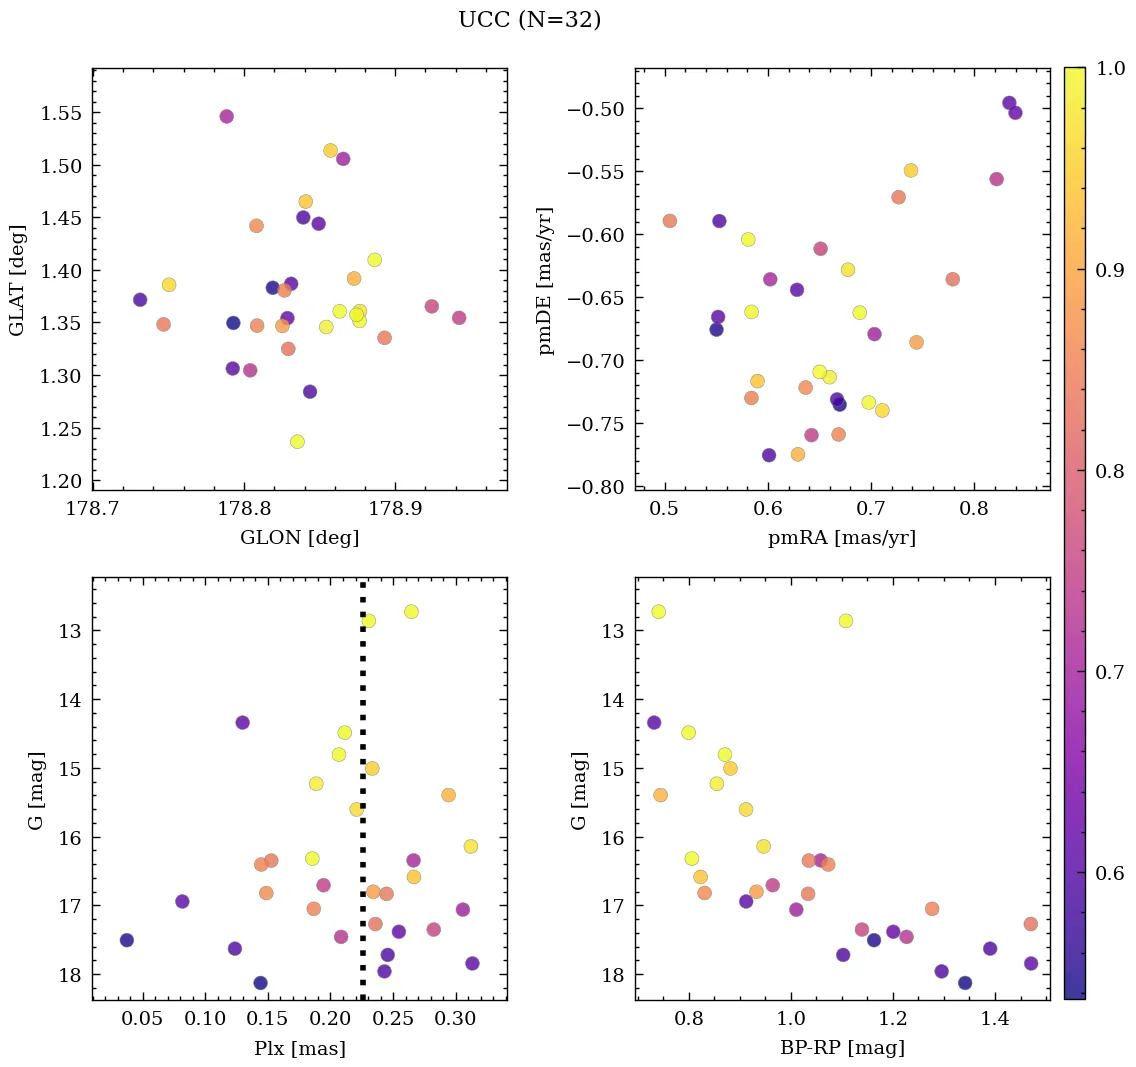 UCC (N=32)
1.55
1.50
1.45
1.40
1.35
1.30
1.25
1.20
GLAT [deg]
178.7 178.8 178.9
GLON [deg]
−0.50
−0.55
−0.60
−0.65
−0.70
−0.75
−0.80
pmDE [mas/yr]
0.5 0.6 0.7 0.8
pmRA [mas/yr]
1.0
0.9
0.8
0.7
0.6
13
14
15
16
17
18
G [mag]
0.05 0.10 0.15 0.20 0.25 0.30
Plx [mas]
13
14
15
16
17
18
G [mag]
0.8 1.0 1.2 1.4
BP-RP [mag]